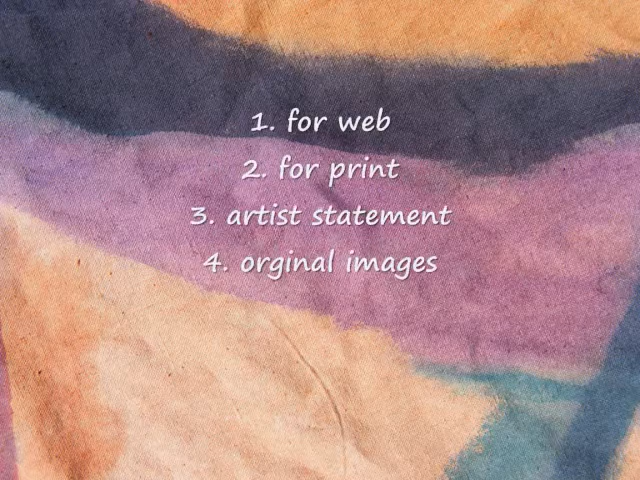 1. for web
2. for print
3. artist statement
4. orginal images